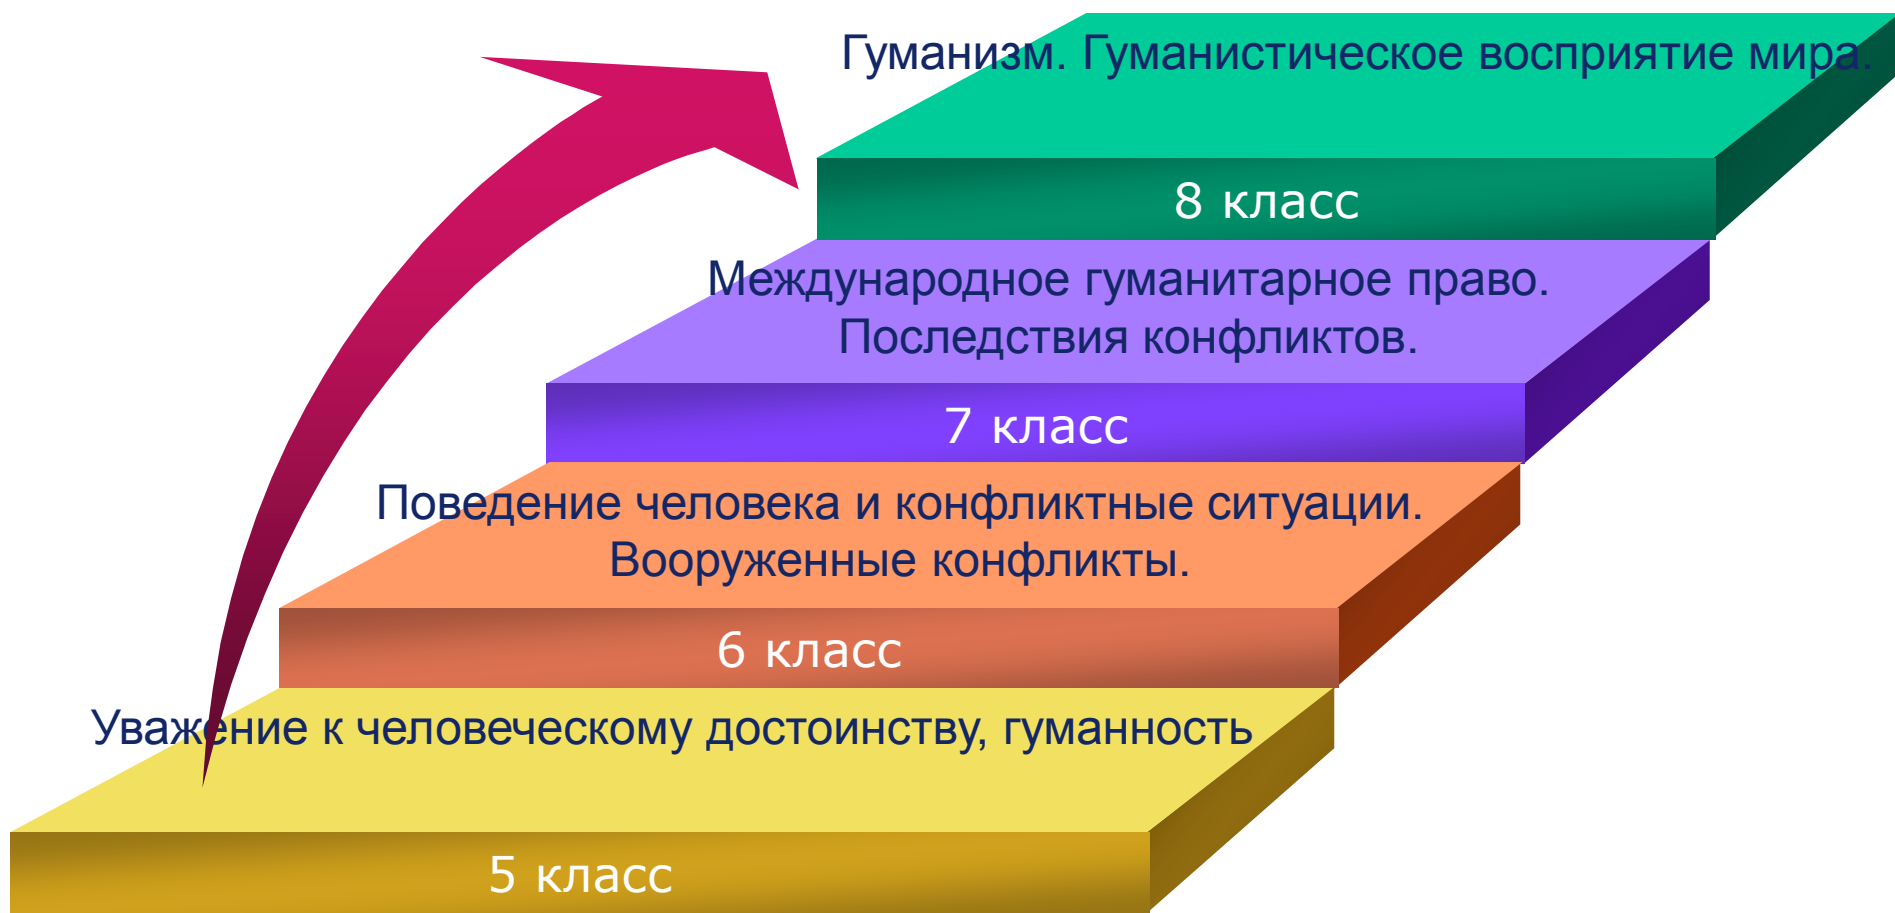 Гуманизм. Гуманистическое восприятие мира.
8 класс
Международное гуманитарное право.
Последствия конфликтов.
7 класс
Поведение человека и конфликтные ситуации.
Вооруженные конфликты.
6 класс
Уважение к человеческому достоинству, гуманность
5 класс